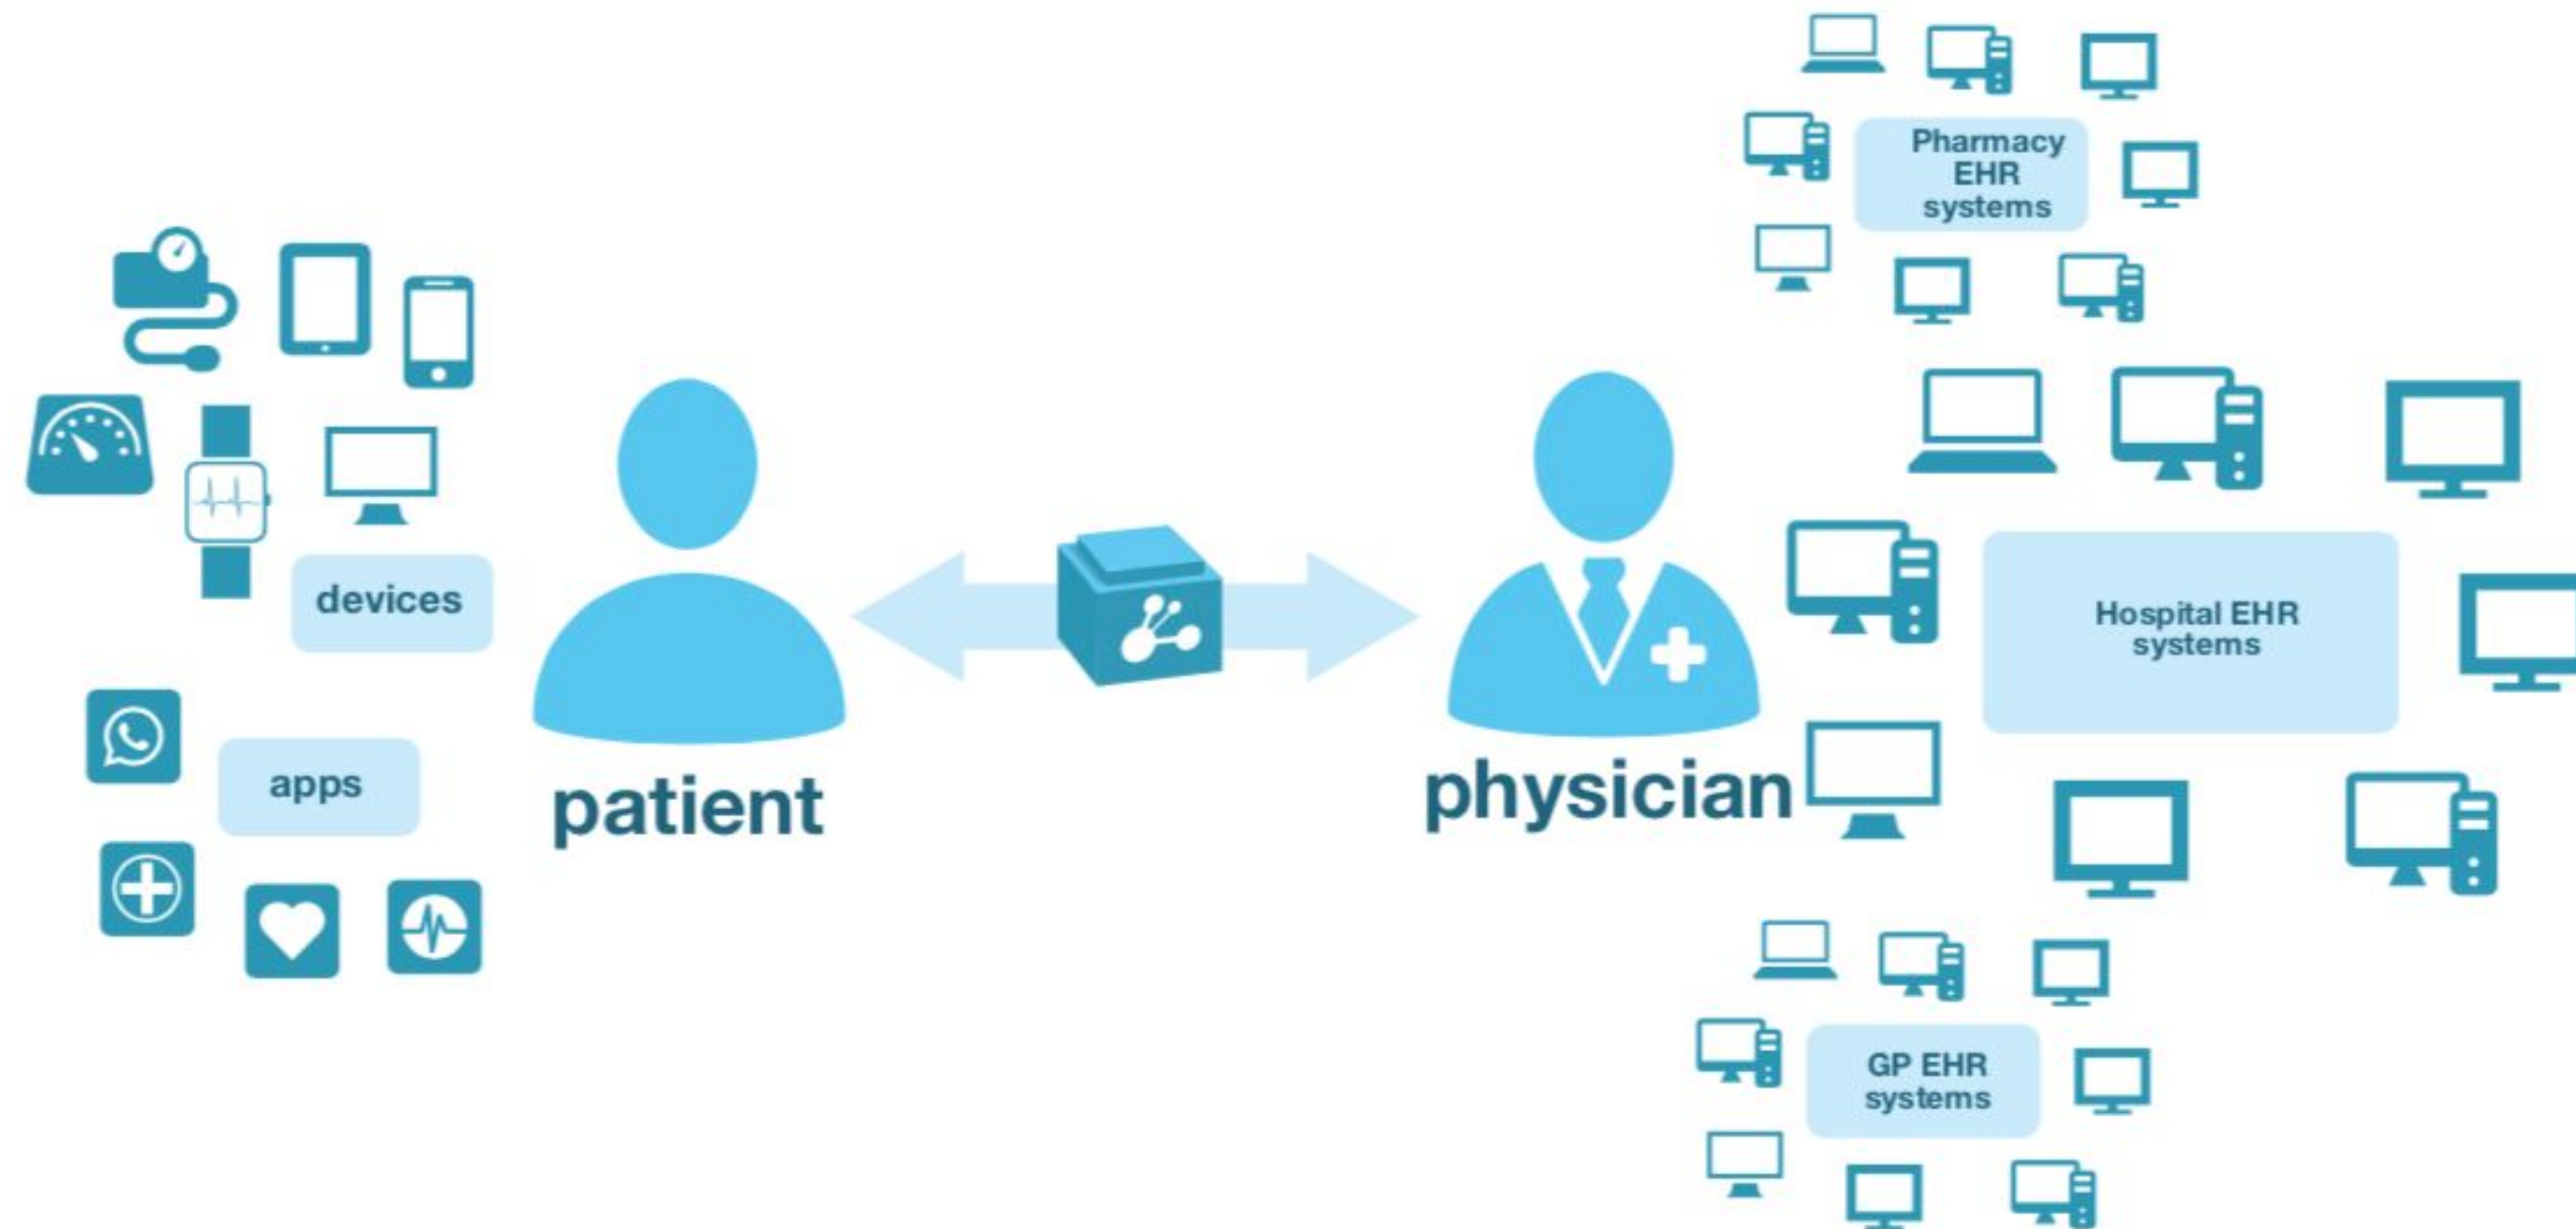 devices
apps
patient
physician
Pharmacy
EHR
systems
Hospital EHR
systems
GP EHR
systems